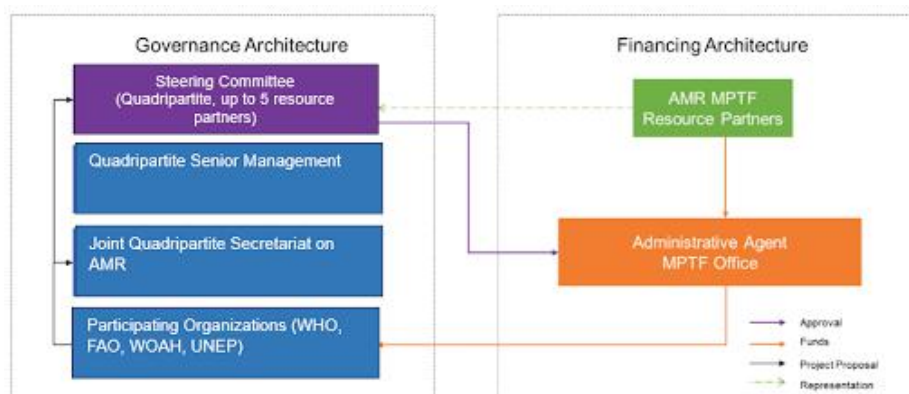 Governance Architecture
Steering Committee
(Quadripartite, up to 5 resource
partners)
Quadripartite Senior Management
Joint Quadripartite Secretariat on
AMR
Participating Organizations (WHO,
FAO, WOAH, UNEP)
Financing Architecture
AMR MPTF
Resource Partners
Administrative Agent
MPTF Office
Approval
Funds
Project Proposal
Representation